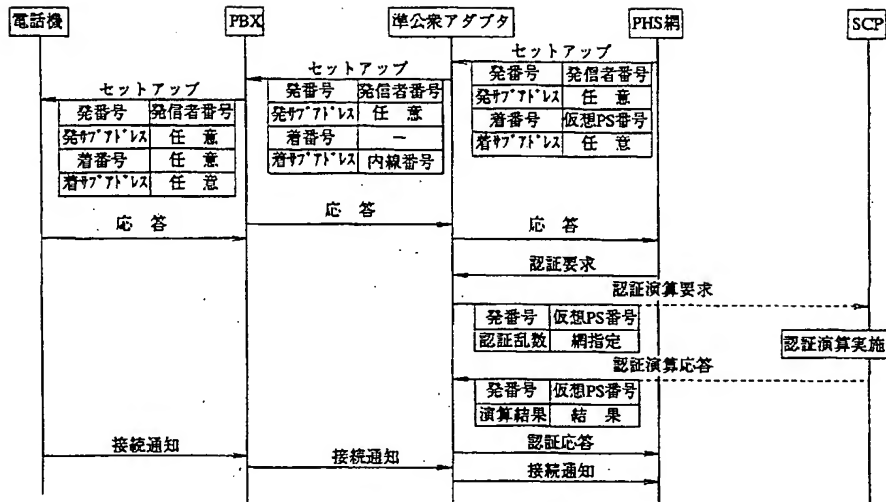 電話機 PBX 準公衆アダプタ PHS網 SCP
セットアップ
発番号 発信者番号
発サブアドレス 任 意
着番号 仮想PS番号
着サブアドレス 任 意
セットアップ
発番号 発信者番号
発サブアドレス 任 意
着番号 －
着サブアドレス 内線番号
セットアップ
発番号 発信者番号
発サブアドレス 任 意
着番号 任 意
着サブアドレス 任 意
応 答
応 答
応 答
認証要求
認証演算要求
発番号 仮想PS番号
認証乱数 網指定
認証演算実施
認証演算応答
発番号 仮想PS番号
演算結果 結 果
認証応答
接続通知
接続通知
接続通知